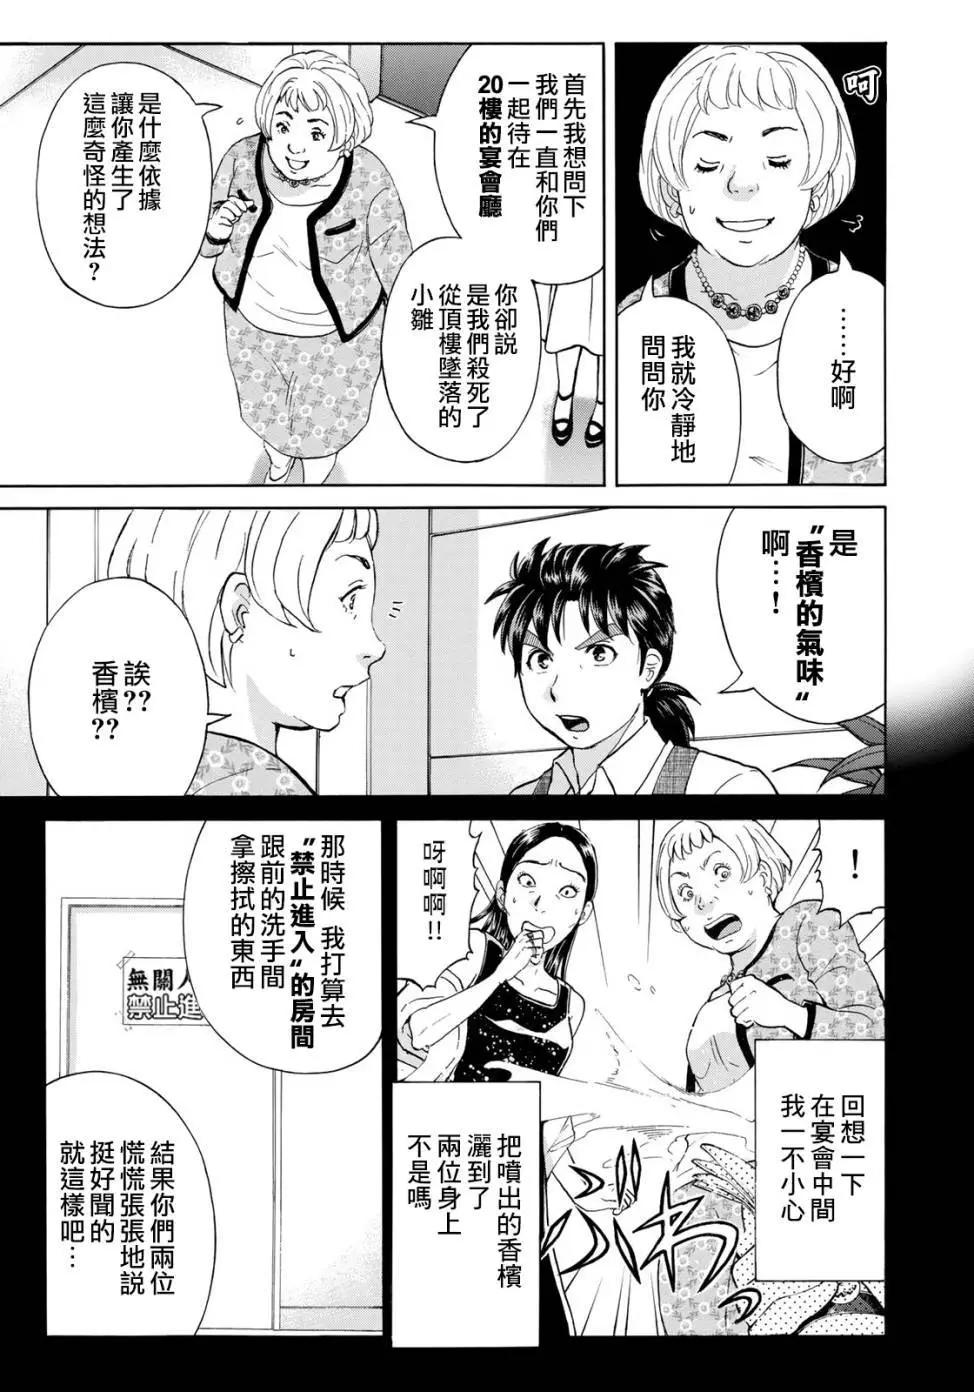 呵
……好啊
我就冷靜地
問問你
首先我想問下
我們一直和你們
一起待在
20樓的宴會廳
你卻說
是我們殺死了
從頂樓墜落的
小雛
是什麼依據
讓你產生了
這麼奇怪的想法?
是
"香檳的氣味"
啊…!
誒??
香檳??
!
呀啊啊!!
回想一下
在宴會中間
我一不小心
把噴出的香檳
灑到了
兩位身上
不是嗎
那時候 我打算去
"禁止進入"的房間
跟前的洗手間
拿擦拭的東西
無關人
禁止進
結果你們兩位
慌慌張張地說
挺好聞的
就這樣吧…